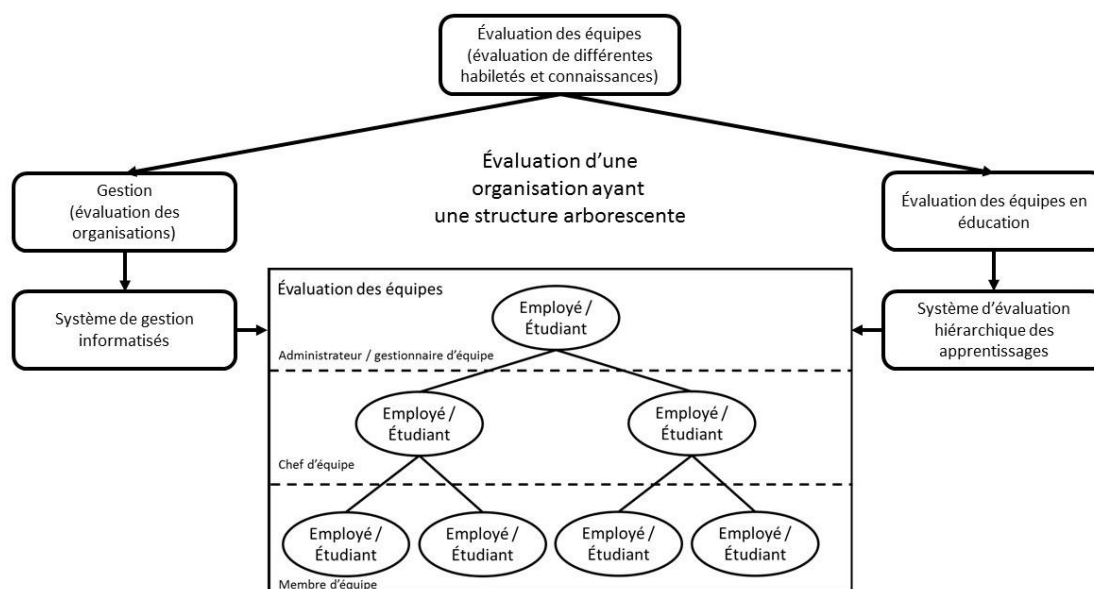 Évaluation des équipes
(évaluation de différentes
habiletés et connaissances)
Évaluation d’une
organisation ayant
une structure arborescente
Gestion
(évaluation des
organisations)
Évaluation des équipes en
éducation
Système de gestion
informatisés
Système d’évaluation
hiérarchique des
apprentissages
Évaluation des équipes
Employé /
Étudiant
Administrateur / gestionnaire d’équipe
Employé /
Étudiant
Employé /
Étudiant
Chef d’équipe
Employé /
Étudiant
Employé /
Étudiant
Employé /
Étudiant
Employé /
Étudiant
Membre d’équipe